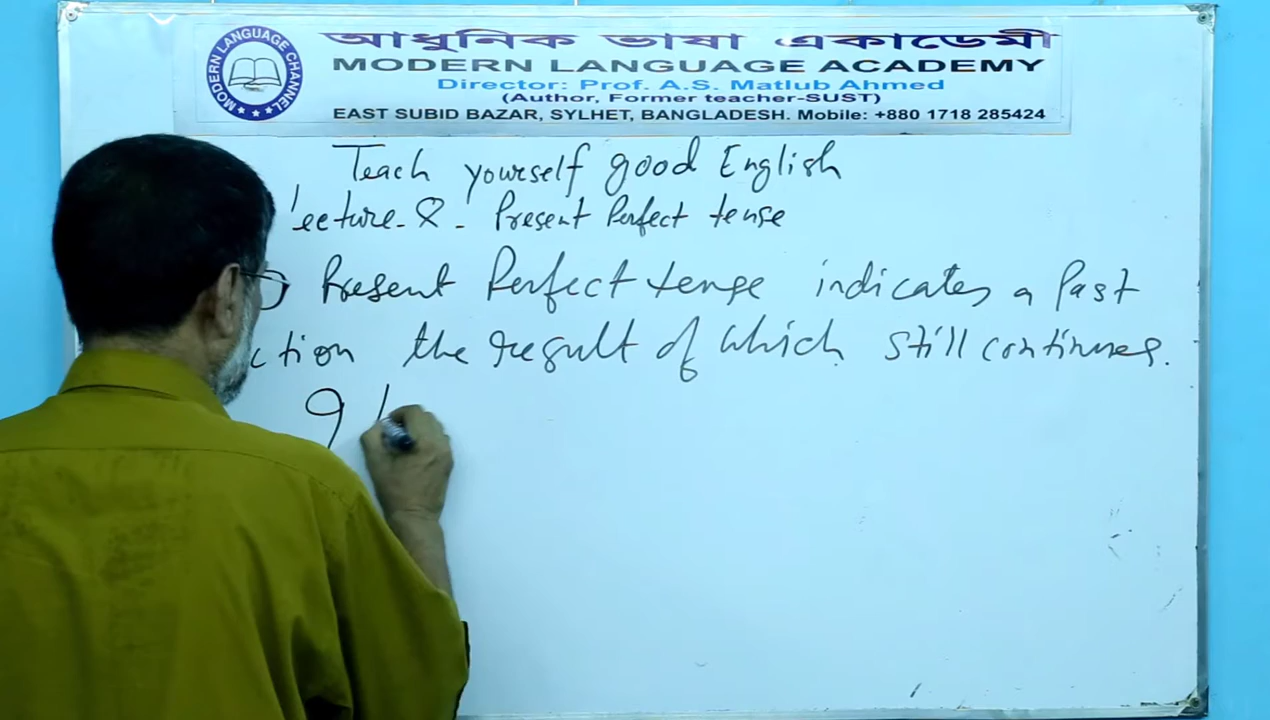 আধুনিক ভাষা একাডেমী
MODERN LANGUAGE ACADEMY
Director: Prof. A.S. Matlub Ahmed
(Author, Former teacher-SUST)
EAST SUBID BAZAR, SYLHET, BANGLADESH. Mobile: +880 1718 285424
MODERN LANGUAGE CHANNEL
Teach yourself good English
Lecture-8 - Present Perfect tense
Present Perfect tense indicates a past
ction the result of which still continues.